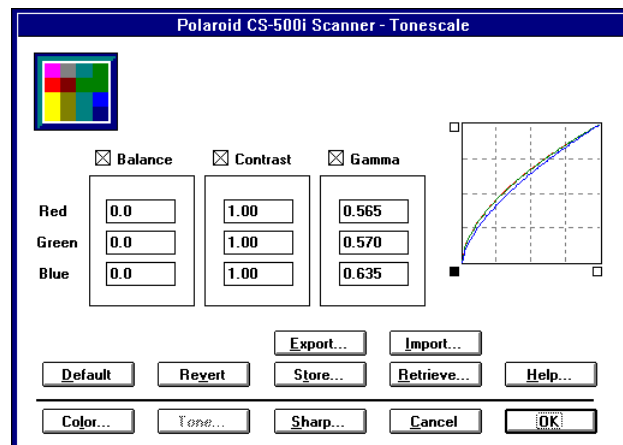 Polaroid CS-500i Scanner - Tonescale
Balance Contrast Gamma
Red 0.0 1.00 0.565
Green 0.0 1.00 0.570
Blue 0.0 1.00 0.635
Export... Import...
Default Revert Store... Retrieve... Help...
Color... Tone... Sharp... Cancel OK